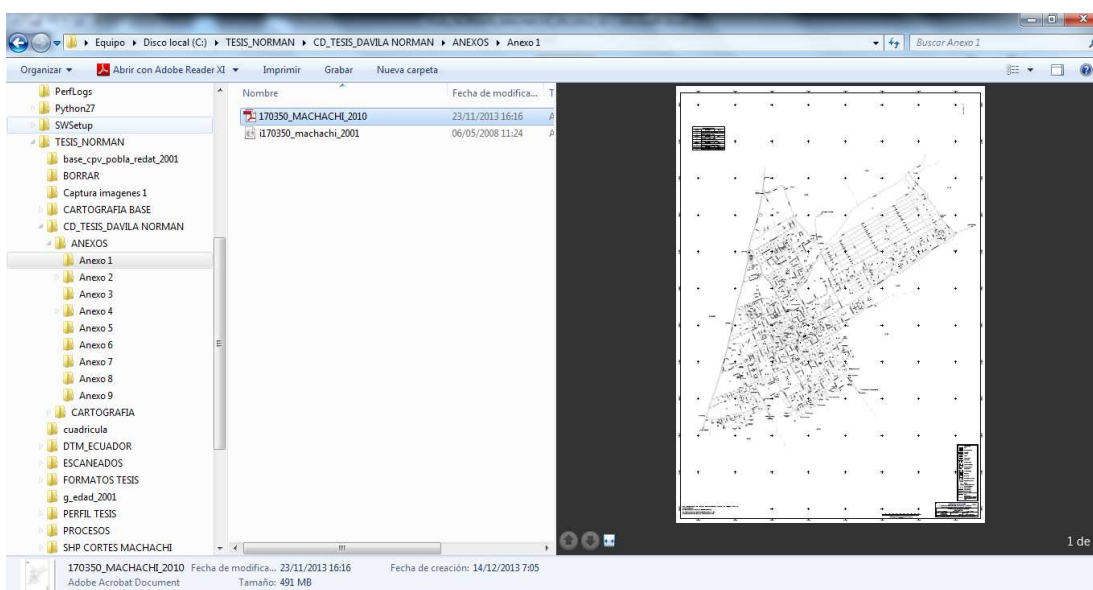 Equipo ▸ Disco local (C:) ▸ TESIS_NORMAN ▸ CD_TESIS_DAVILA NORMAN ▸ ANEXOS ▸ Anexo 1
Buscar Anexo 1
Organizar Abrir con Adobe Reader XI Imprimir Grabar Nueva carpeta
PerfLogs
Python27
SWSetup
TESIS_NORMAN
base_cpv_pobla_redat_2001
BORRAR
Captura imagenes 1
CARTOGRAFIA BASE
CD_TESIS_DAVILA NORMAN
ANEXOS
Anexo 1
Anexo 2
Anexo 3
Anexo 4
Anexo 5
Anexo 6
Anexo 7
Anexo 8
Anexo 9
CARTOGRAFIA
cuadricula
DTM_ECUADOR
ESCANEADOS
FORMATOS TESIS
g_edad_2001
PERFIL TESIS
PROCESOS
SHP CORTES MACHACHI
Nombre Fecha de modifica... T
170350_MACHACHI_2010 23/11/2013 16:16 A
i170350_machachi_2001 06/05/2008 11:24 A
1 de
170350_MACHACHI_2010 Fecha de modifica... 23/11/2013 16:16 Fecha de creación: 14/12/2013 7:05
Adobe Acrobat Document Tamaño: 491 MB